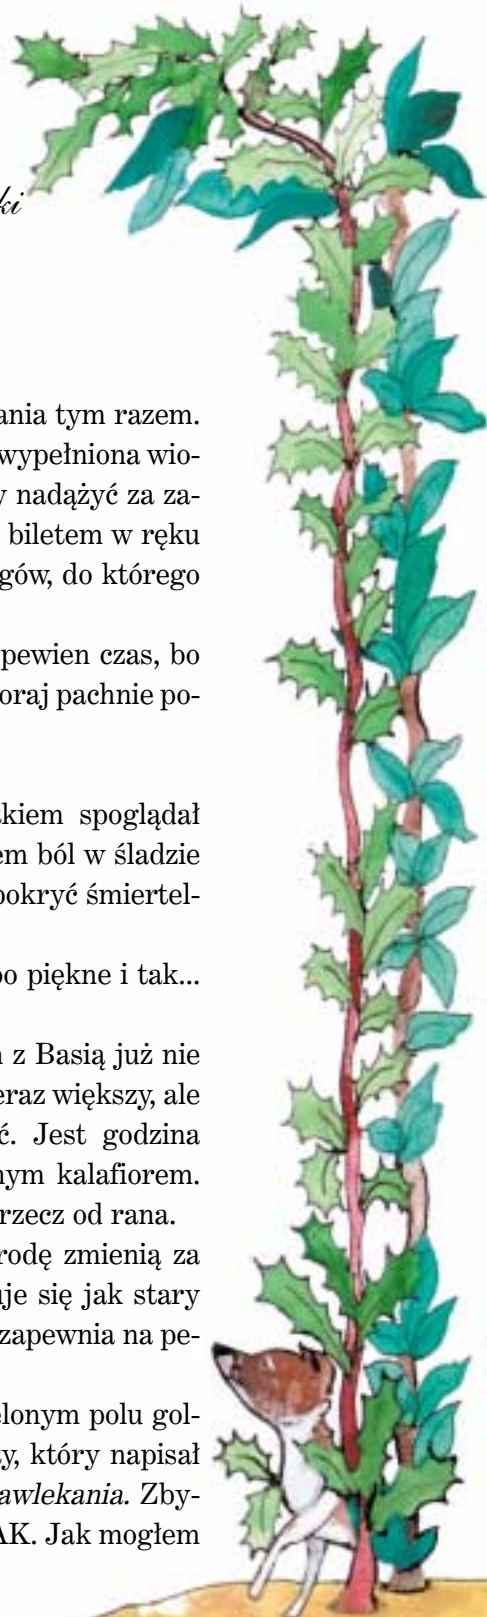 ki
ania tym razem.
wypełniona wio-
y nadążyć za za-
biletem w ręku
gów, do którego
pewien czas, bo
oraj pachnie po-
kiem spoglądał
em ból w śladzie
pokryć śmiertel-
bo piękne i tak...
z Basią już nie
eraz większy, ale
ć. Jest godzina
nym kalafiorem.
rzecz od rana.
rodę zmienią za
uje się jak stary
zapewnia na pe-
elonym polu gol-
y, który napisał
awlekania. Zby-
AK. Jak mogłem